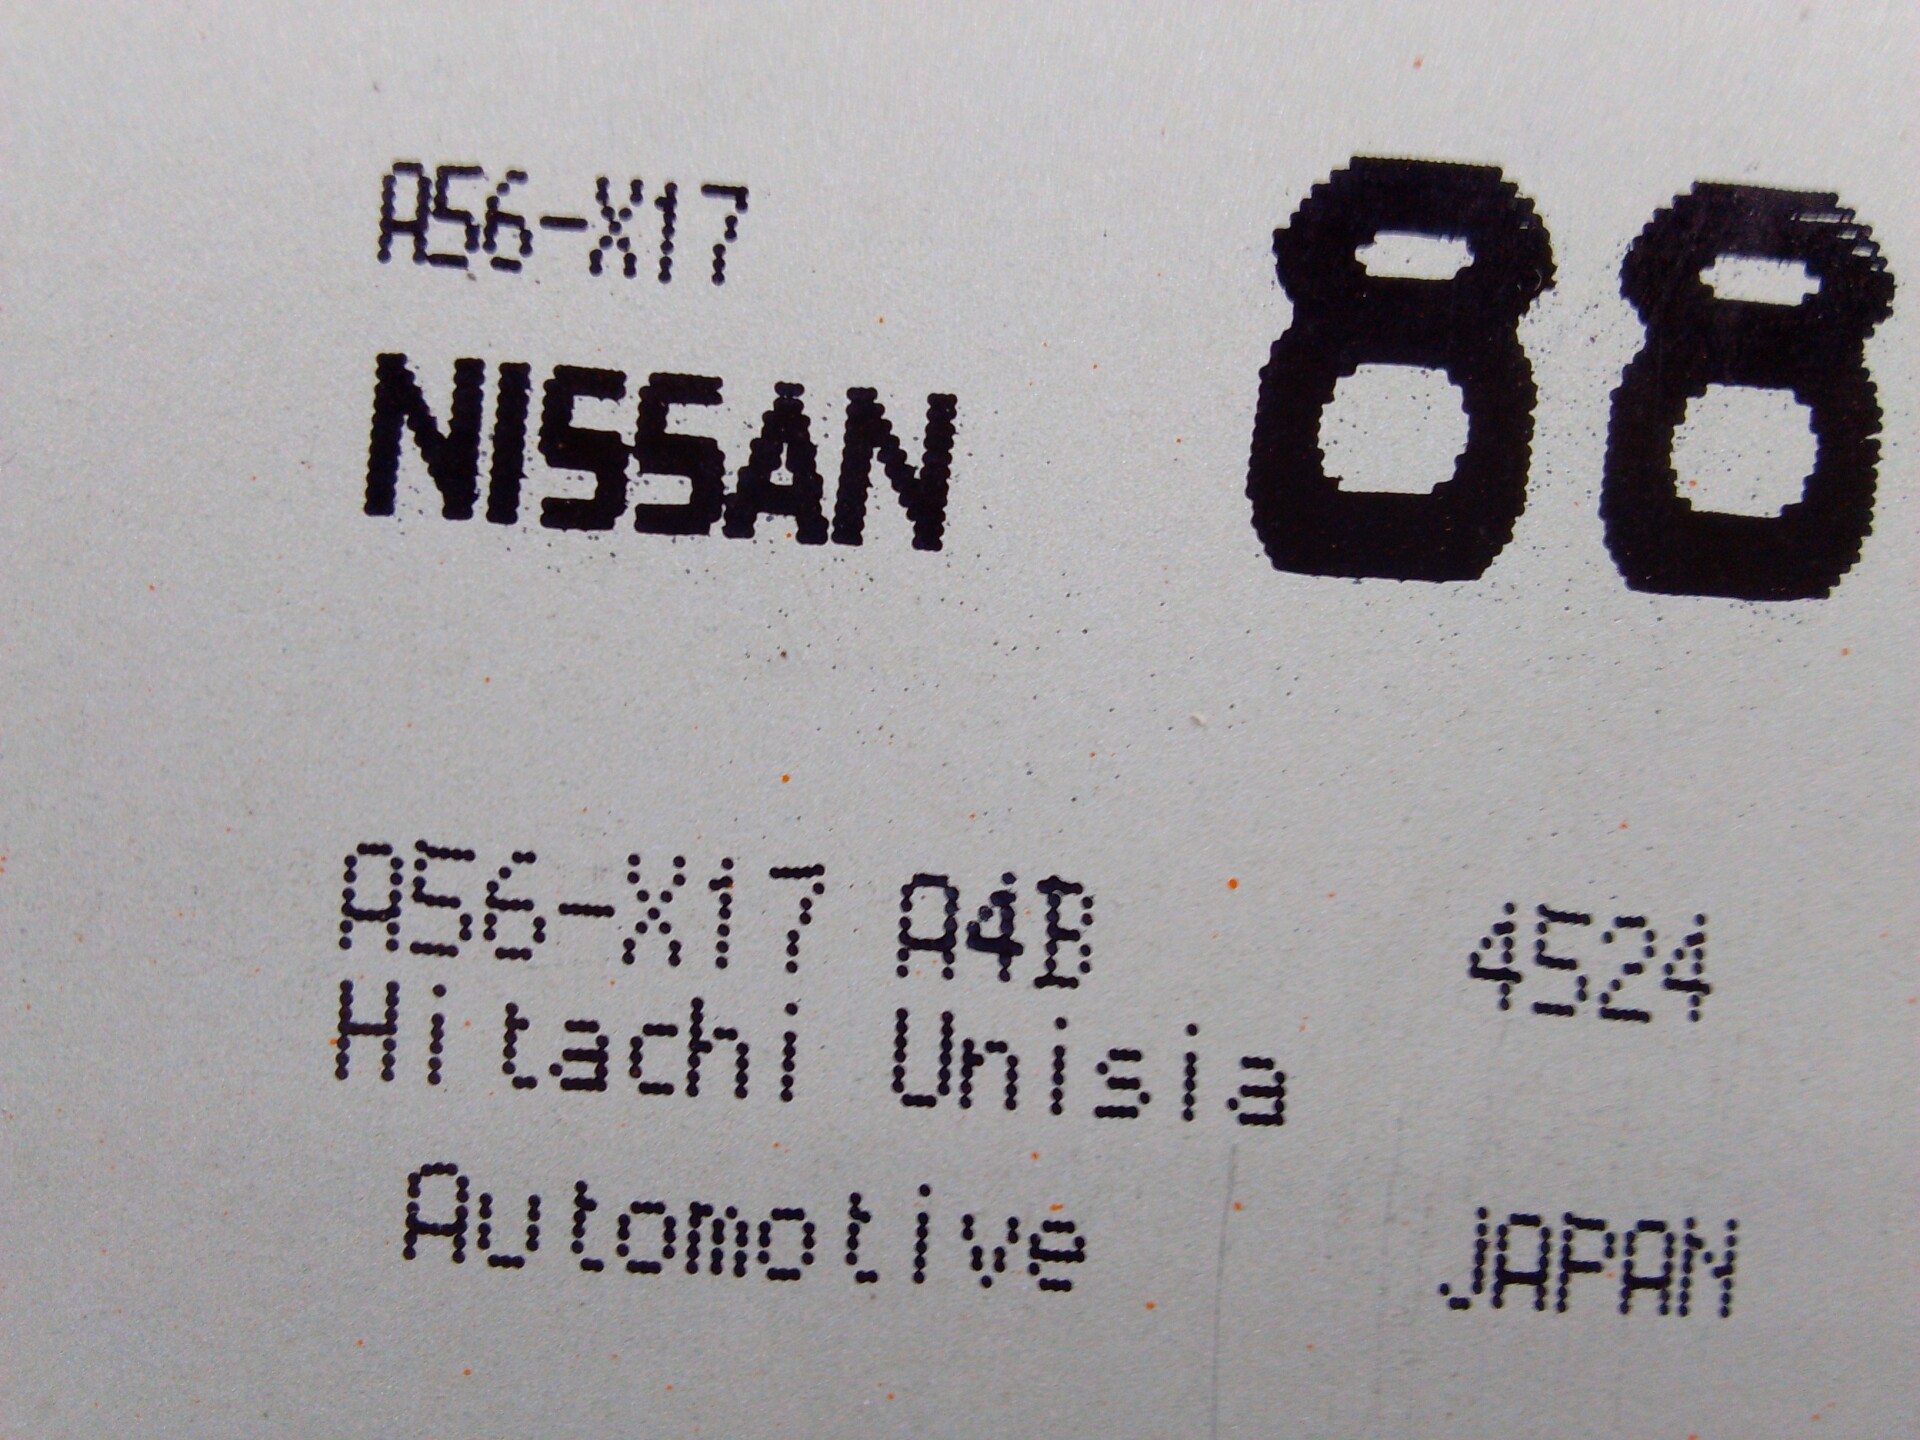 A56-X17
NISSAN 88
A56-X17 A4B 4524
Hitachi Unisia
Automotive JAPAN